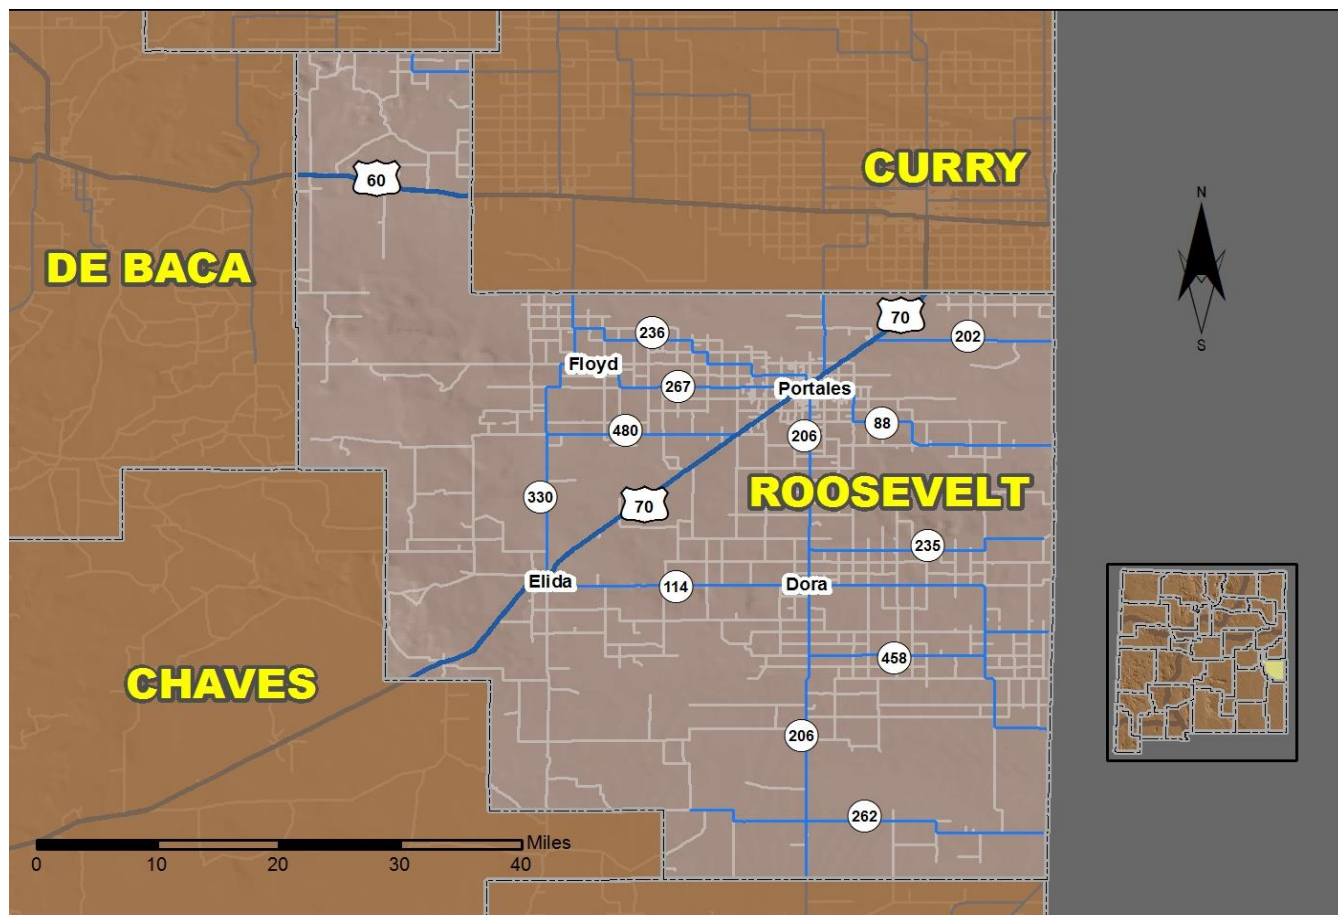 CURRY
60
N
DE BACA
70
236
202
S
Floyd
267
Portales
88
480
206
ROOSEVELT
330
70
235
Elida
114
Dora
458
CHAVES
206
262
Miles
0 10 20 30 40